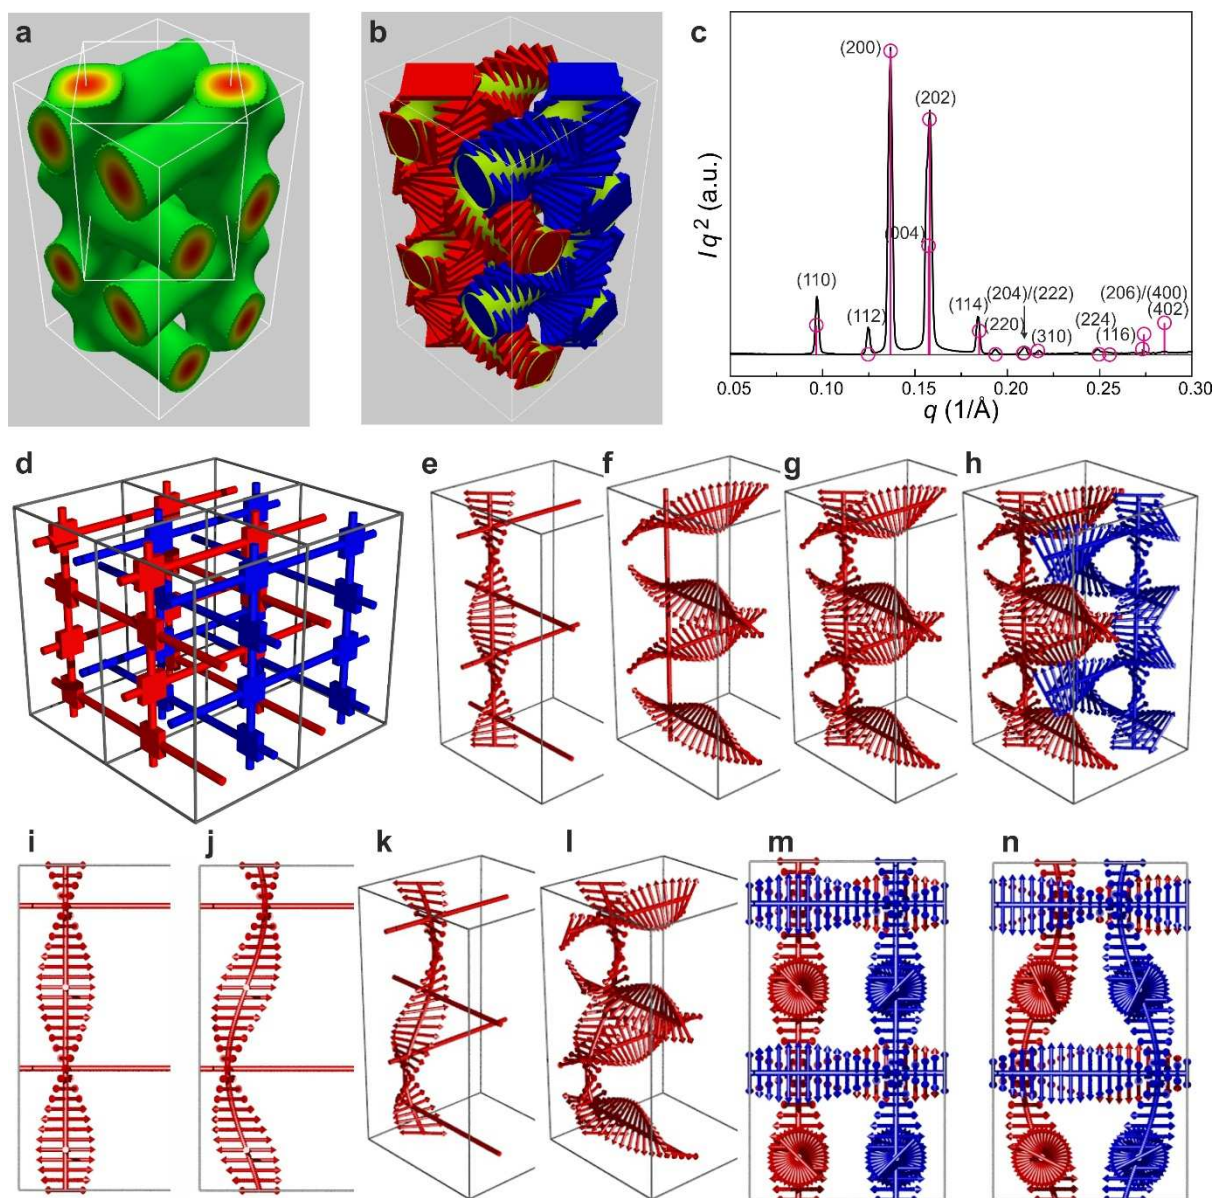 a
b
c
(200)
(202)
(004)
(110)
(112)
(114)
(204)/(222)
(220)
(310)
(224)
(116)
(206)/(400)
(402)
Iq² (a.u.)
0.05 0.10 0.15 0.20 0.25 0.30
q (1/Å)
d
e
f
g
h
i
j
k
l
m
n